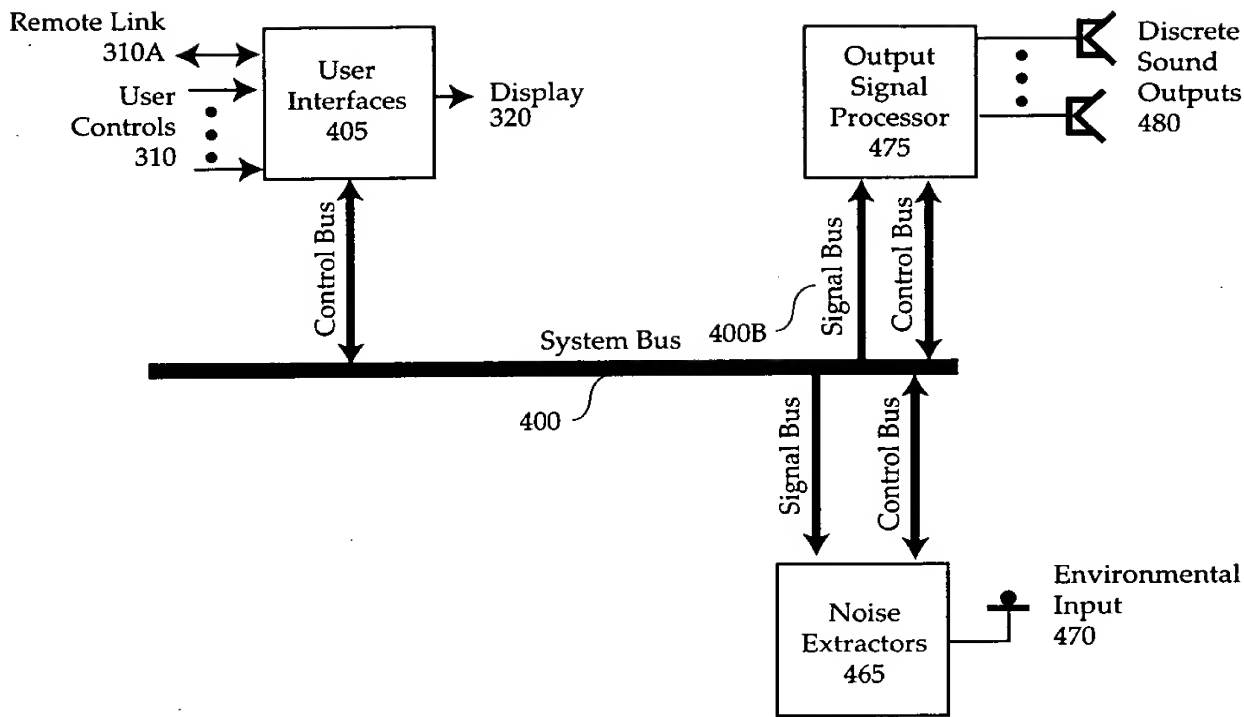 Remote Link
310A
User
Controls
310
User
Interfaces
405
Display
320
Output
Signal
Processor
475
Discrete
Sound
Outputs
480
Control Bus
Signal Bus
Control Bus
400B
System Bus
400
Signal Bus
Control Bus
Noise
Extractors
465
Environmental
Input
470